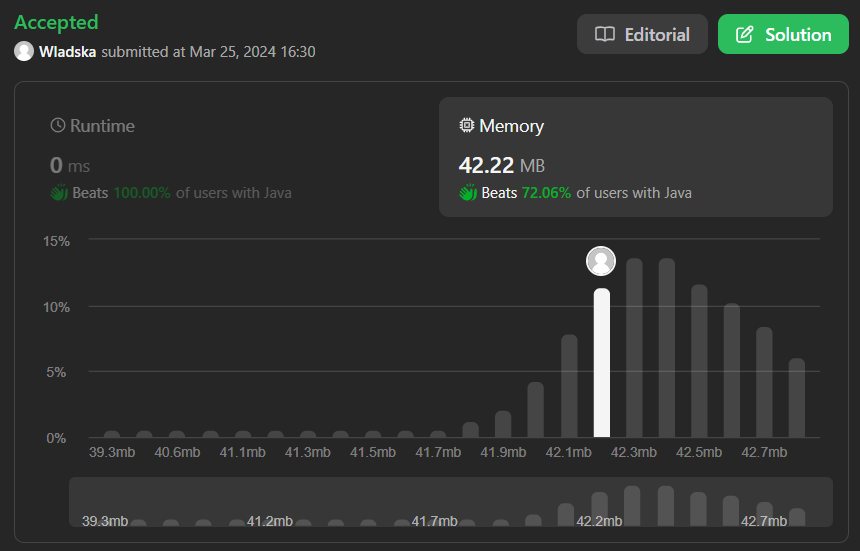 Accepted
Wladska submitted at Mar 25, 2024 16:30
Editorial
Solution
Runtime
0 ms
Beats 100.00% of users with Java
Memory
42.22 MB
Beats 72.06% of users with Java
15%
10%
5%
0%
39.3mb 40.6mb 41.1mb 41.3mb 41.5mb 41.7mb 41.9mb 42.1mb 42.3mb 42.5mb 42.7mb
39.3mb 41.2mb 41.7mb 42.2mb 42.7mb